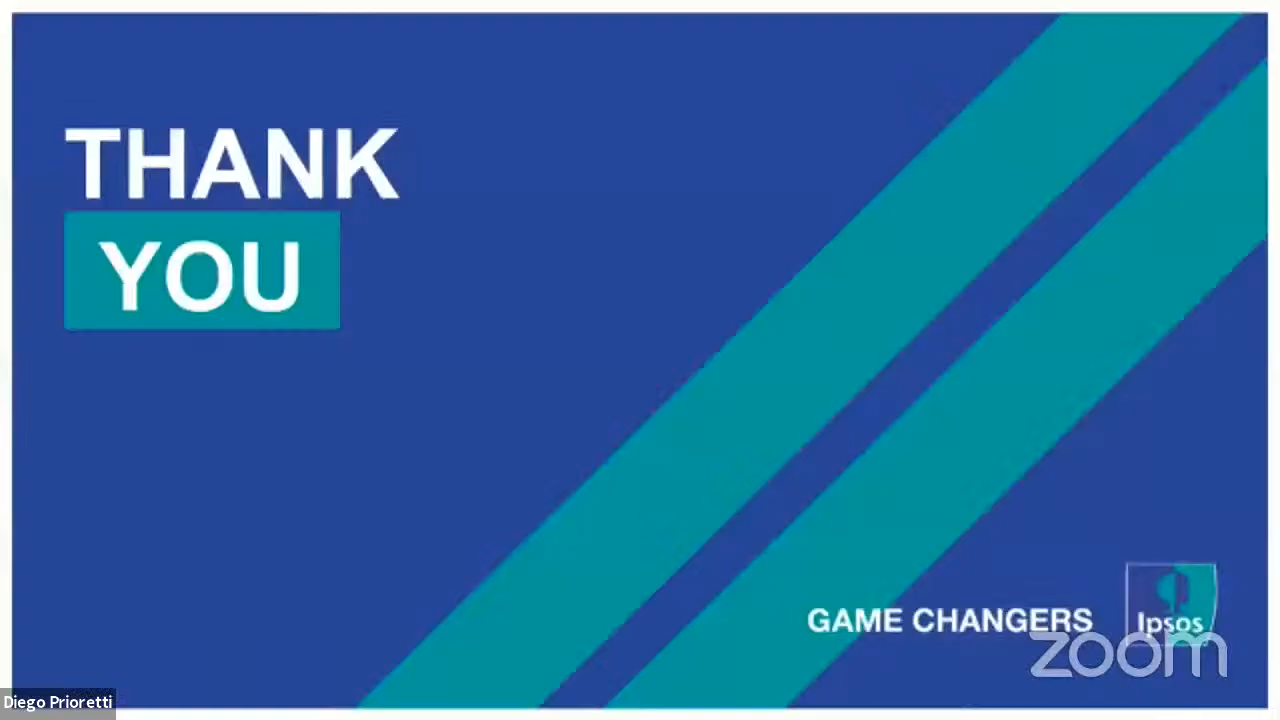 THANK
YOU
GAME CHANGERS
Ipsos
zoom
Diego Prioretti